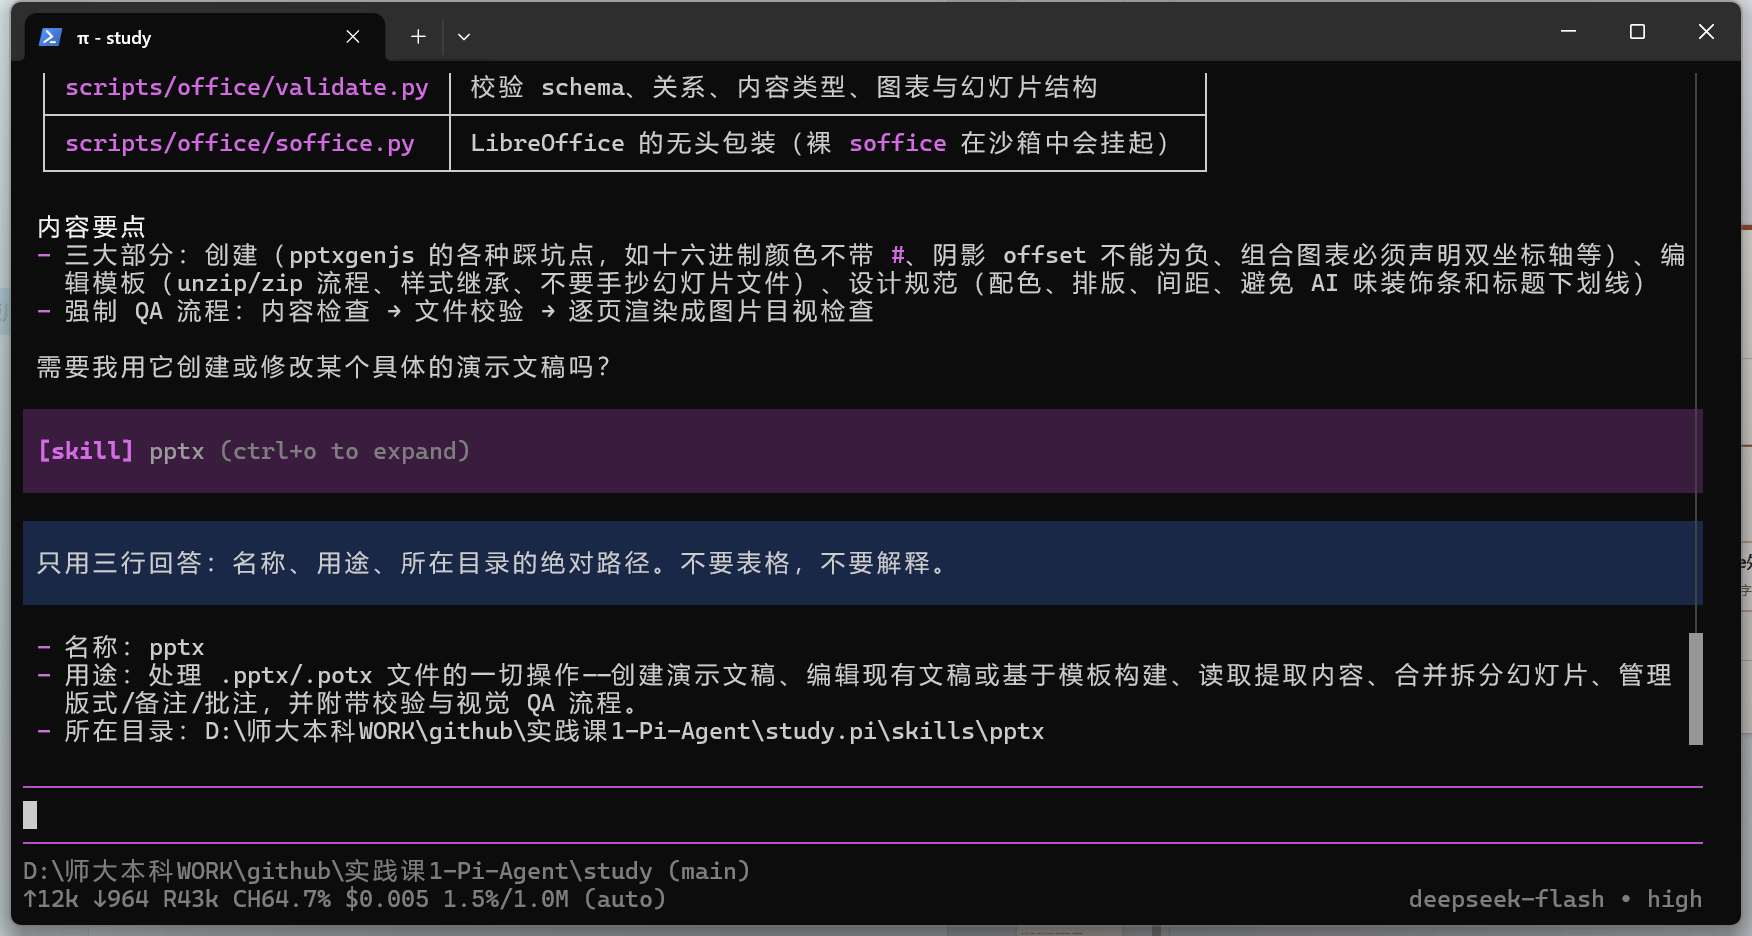 π - study
scripts/office/validate.py 校验 schema、关系、内容类型、图表与幻灯片结构
scripts/office/soffice.py LibreOffice 的无头包装（裸 soffice 在沙箱中会挂起）
内容要点
- 三大部分：创建（pptxgenjs 的各种踩坑点，如十六进制颜色不带 #、阴影 offset 不能为负、组合图表必须声明双坐标轴等）、编
辑模板（unzip/zip 流程、样式继承、不要手抄幻灯片文件）、设计规范（配色、排版、间距、避免 AI 味装饰条和标题下划线）
- 强制 QA 流程：内容检查 → 文件校验 → 逐页渲染成图片目视检查
需要我用它创建或修改某个具体的演示文稿吗？
[skill] pptx (ctrl+o to expand)
只用三行回答：名称、用途、所在目录的绝对路径。不要表格，不要解释。
- 名称：pptx
- 用途：处理 .pptx/.potx 文件的一切操作——创建演示文稿、编辑现有文稿或基于模板构建、读取提取内容、合并拆分幻灯片、管理
版式/备注/批注，并附带校验与视觉 QA 流程。
- 所在目录：D:\师大本科WORK\github\实践课1-Pi-Agent\study.pi\skills\pptx
D:\师大本科WORK\github\实践课1-Pi-Agent\study (main)
↑12k ↓964 R43k CH64.7% $0.005 1.5%/1.0M (auto) deepseek-flash • high
字